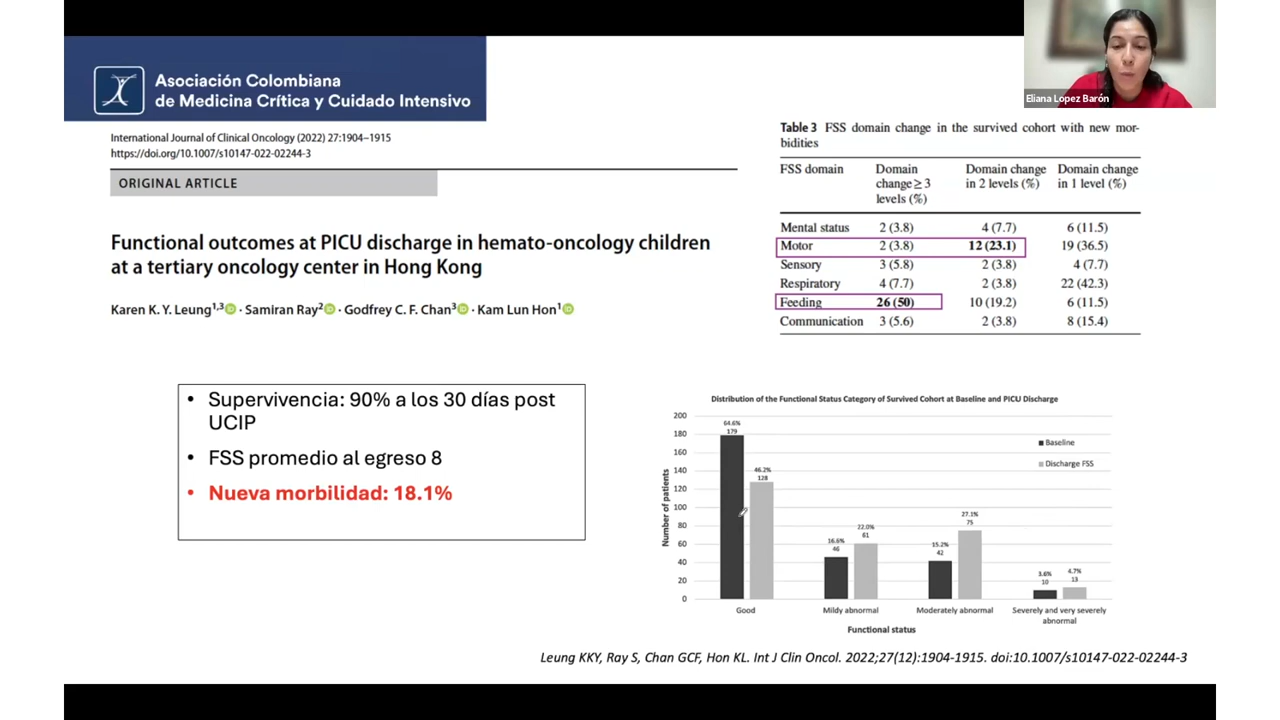 Asociación Colombiana
de Medicina Crítica y Cuidado Intensivo
Eliana Lopez Barón
International Journal of Clinical Oncology (2022) 27:1904–1915
https://doi.org/10.1007/s10147-022-02244-3
ORIGINAL ARTICLE
Functional outcomes at PICU discharge in hemato-oncology children
at a tertiary oncology center in Hong Kong
Karen K. Y. Leung1,3 · Samiran Ray2 · Godfrey C. F. Chan3 · Kam Lun Hon1
Table 3 FSS domain change in the survived cohort with new mor-
bidities
FSS domain Domain change ≥ 3 levels (%) Domain change in 2 levels (%) Domain change in 1 level (%)
Mental status 2 (3.8) 4 (7.7) 6 (11.5)
Motor 2 (3.8) 12 (23.1) 19 (36.5)
Sensory 3 (5.8) 2 (3.8) 4 (7.7)
Respiratory 4 (7.7) 2 (3.8) 22 (42.3)
Feeding 26 (50) 10 (19.2) 6 (11.5)
Communication 3 (5.6) 2 (3.8) 8 (15.4)
• Supervivencia: 90% a los 30 días post
UCIP
• FSS promedio al egreso 8
• Nueva morbilidad: 18.1%
Distribution of the Functional Status Category of Survived Cohort at Baseline and PICU Discharge
Number of patients
200
180
160
140
120
100
80
60
40
20
0
64.6%
179
46.2%
128
16.6%
46
22.0%
61
15.2%
42
27.1%
75
3.6%
10
4.7%
13
Baseline
Discharge FSS
Good
Mildy abnormal
Moderately abnormal
Severely and very severely
abnormal
Functional status
Leung KKY, Ray S, Chan GCF, Hon KL. Int J Clin Oncol. 2022;27(12):1904-1915. doi:10.1007/s10147-022-02244-3